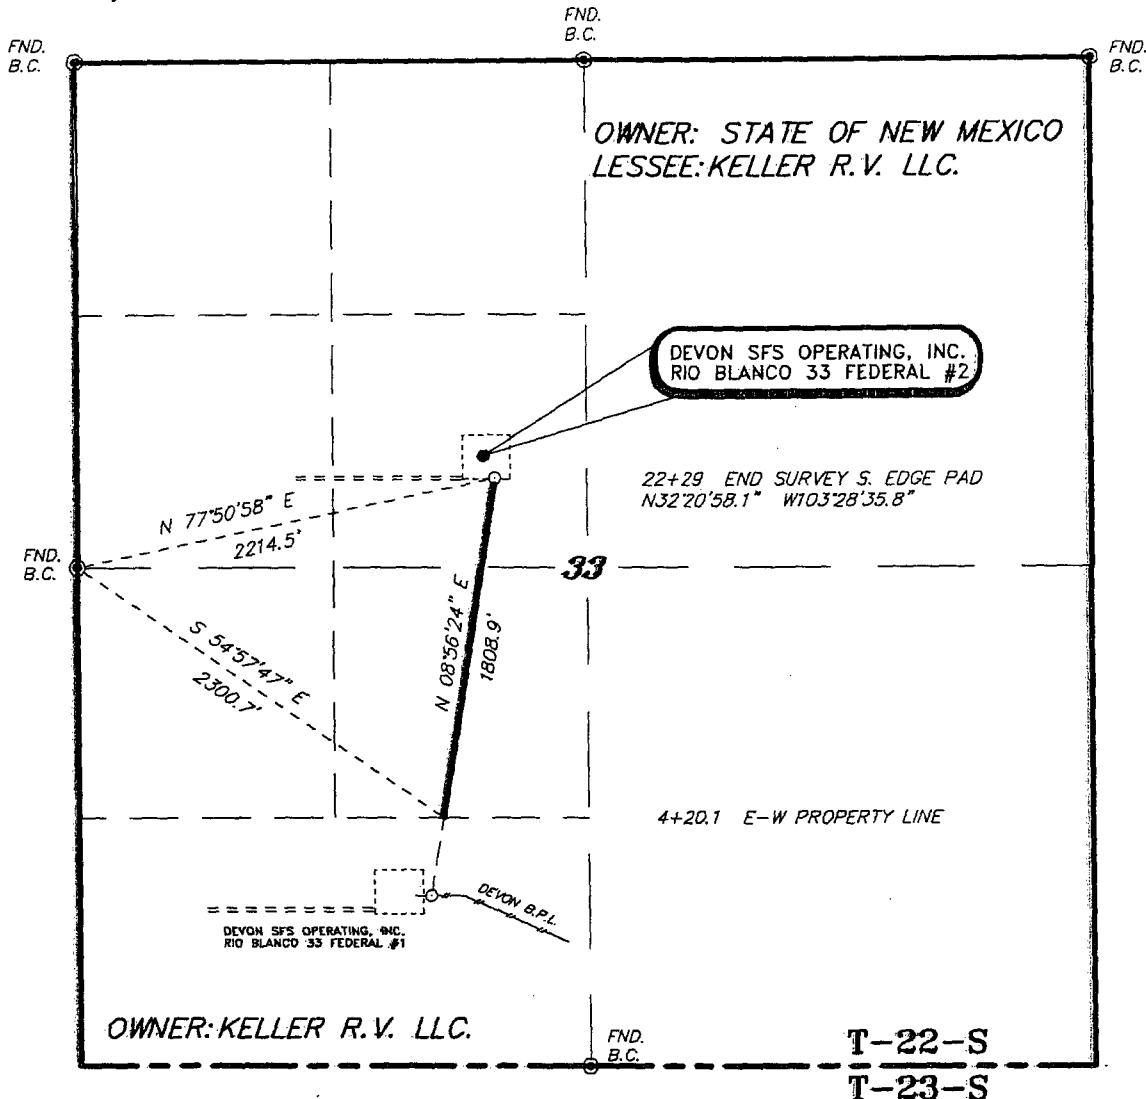 FND.
B.C.
FND.
B.C.
FND.
B.C.
OWNER: STATE OF NEW MEXICO
LESSEE: KELLER R.V. LLC.
DEVON SFS OPERATING, INC.
RIO BLANCO 33 FEDERAL #2
22+29 END SURVEY S. EDGE PAD
N32°20'58.1" W103°28'35.8"
N 77°50'58" E
2214.5'
FND.
B.C.
33
S 54°57'47" E
2300.7'
N 08°56'24" E
1808.9'
4+20.1 E-W PROPERTY LINE
DEVON B.P.L.
DEVON SFS OPERATING, INC.
RIO BLANCO 33 FEDERAL #1
OWNER: KELLER R.V. LLC.
FND.
B.C.
T-22-S
T-23-S